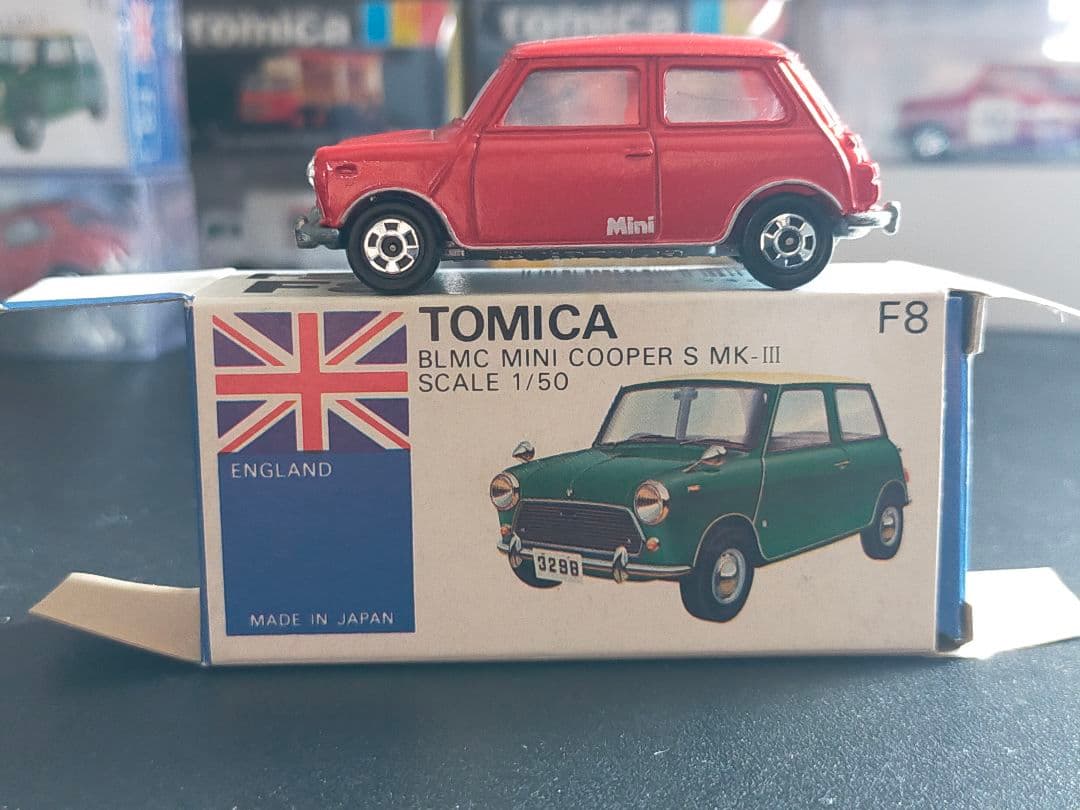 tomica
tomica
Mini
TOMICA
F8
BLMC MINI COOPER S MK-III
SCALE 1/50
ENGLAND
3298
MADE IN JAPAN